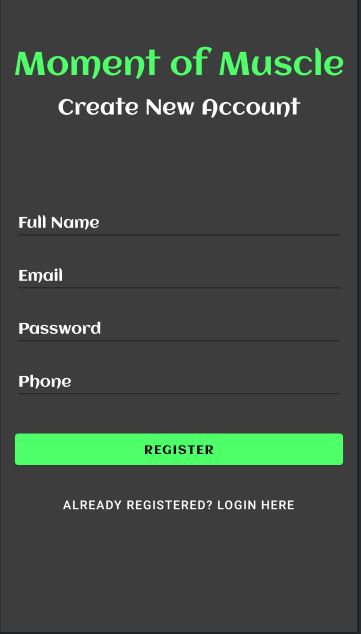 Moment of Muscle
Create New Account
Full Name
Email
Password
Phone
REGISTER
ALREADY REGISTERED? LOGIN HERE